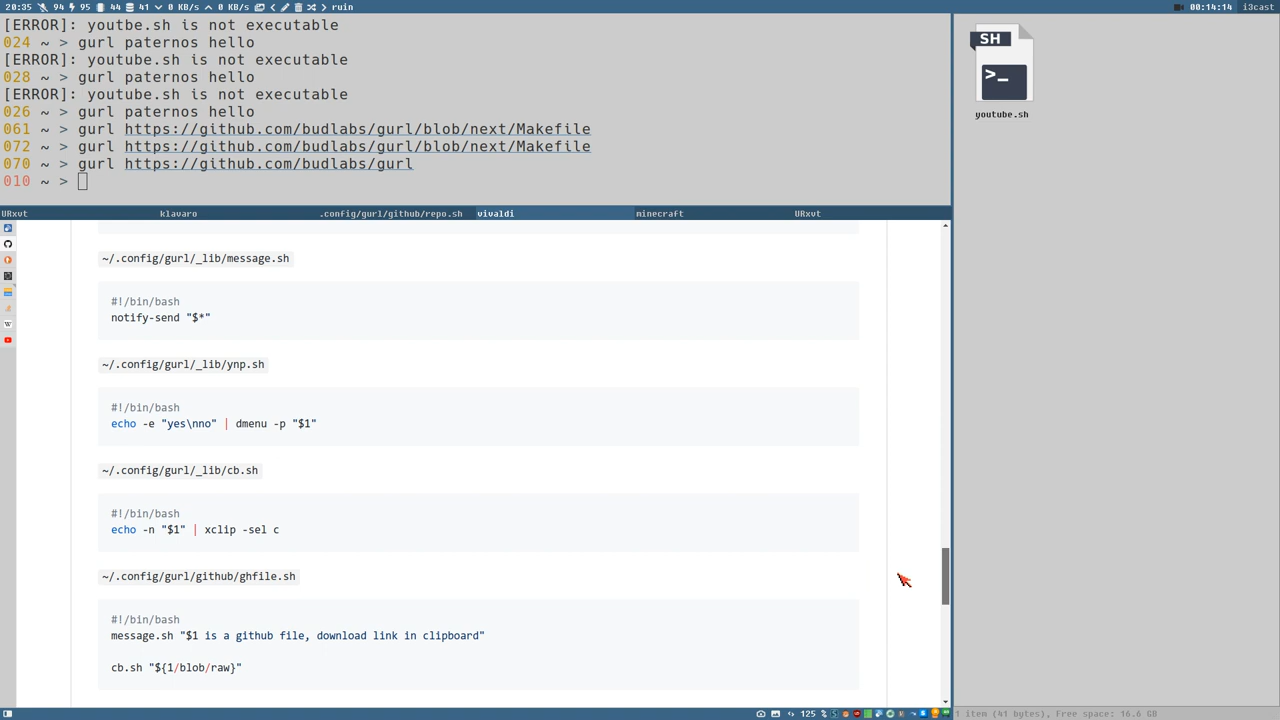 20:35 94 95 44 41 0 KB/s 0 KB/s ruin 00:14:14 i3cast
[ERROR]: youtbe.sh is not executable
024 ~ > gurl paternos hello
[ERROR]: youtube.sh is not executable
028 ~ > gurl paternos hello
[ERROR]: youtube.sh is not executable
026 ~ > gurl paternos hello
061 ~ > gurl https://github.com/budlabs/gurl/blob/next/Makefile
072 ~ > gurl https://github.com/budlabs/gurl/blob/next/Makefile
070 ~ > gurl https://github.com/budlabs/gurl
010 ~ >
SH
>_
youtube.sh
URxvt klavaro .config/gurl/github/repo.sh vivaldi minecraft URxvt
~/.config/gurl/_lib/message.sh
#!/bin/bash
notify-send "$*"
~/.config/gurl/_lib/ynp.sh
#!/bin/bash
echo -e "yes\nno" | dmenu -p "$1"
~/.config/gurl/_lib/cb.sh
#!/bin/bash
echo -n "$1" | xclip -sel c
~/.config/gurl/github/ghfile.sh
#!/bin/bash
message.sh "$1 is a github file, download link in clipboard"
cb.sh "${1/blob/raw}"
125 %
1 item (41 bytes), Free space: 16.6 GB